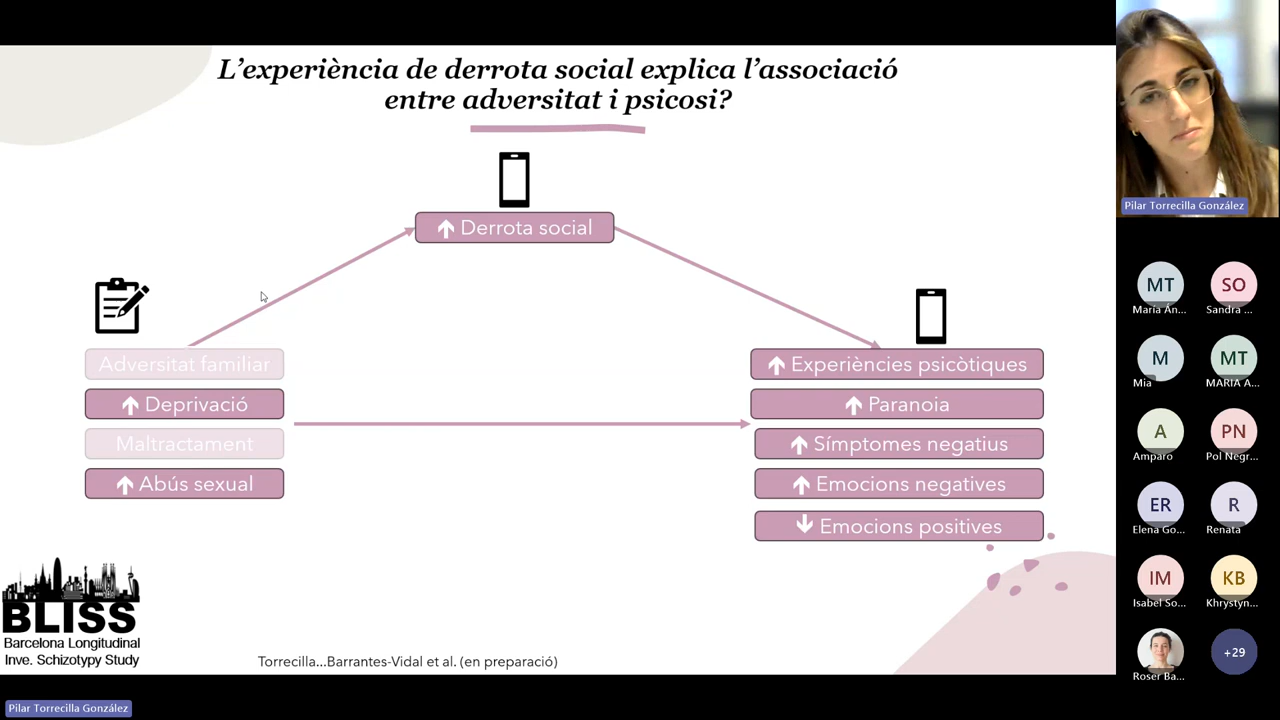 L’experiència de derrota social explica l’associació
entre adversitat i psicosi?
Derrota social
Adversitat familiar
Deprivació
Maltractament
Abús sexual
Experiències psicòtiques
Paranoia
Símptomes negatius
Emocions negatives
Emocions positives
BLISS
Barcelona Longitudinal
Inve. Schizotypy Study
Torrecilla...Barrantes-Vidal et al. (en preparació)
Pilar Torrecilla González
Pilar Torrecilla González
MT
María Án...
SO
Sandra ...
M
Mia
MT
MARIA A...
A
Amparo
PN
Pol Negr...
ER
Elena Go...
R
Renata
IM
Isabel So...
KB
Khrystyn...
Roser Ba...
+29